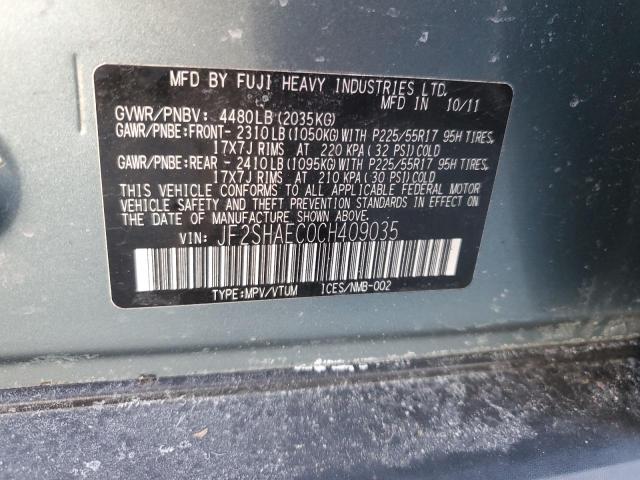 MFD BY FUJI HEAVY INDUSTRIES LTD.
MFD IN 10/11
GVWR/PNBV: 4480LB(2035KG)
GAWR/PNBE:FRONT- 2310LB(1050KG)WITH P225/55R17 95H TIRES,
17X7J RIMS AT 220 KPA(32 PSI)COLD
GAWR/PNBE:REAR - 2410LB(1095KG)WITH P225/55R17 95H TIRES,
17X7J RIMS AT 210 KPA(30 PSI)COLD
THIS VEHICLE CONFORMS TO ALL APPLICABLE FEDERAL MOTOR
VEHICLE SAFETY AND THEFT PREVENTION STANDARDS IN EFFECT
ON THE DATE OF MANUFACTURE SHOWN ABOVE.
VIN: JF2SHAEC0CH409035
TYPE:MPV/VTUM ICES/NMB-002